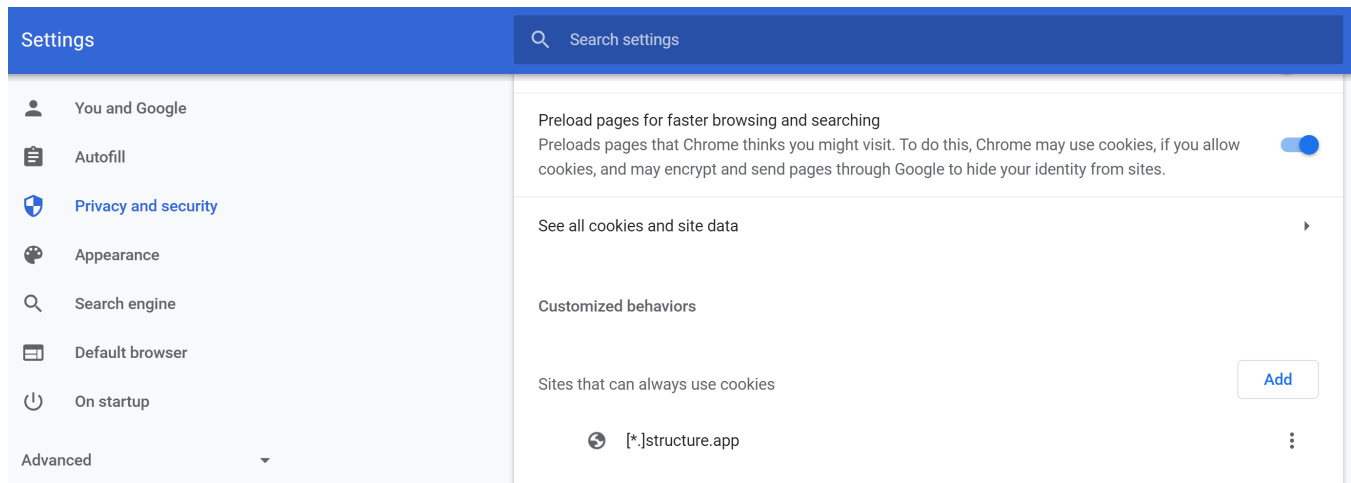 Settings
Search settings
You and Google
Autofill
Privacy and security
Appearance
Search engine
Default browser
On startup
Advanced
Preload pages for faster browsing and searching
Preloads pages that Chrome thinks you might visit. To do this, Chrome may use cookies, if you allow
cookies, and may encrypt and send pages through Google to hide your identity from sites.
See all cookies and site data
Customized behaviors
Sites that can always use cookies
Add
[*.]structure.app